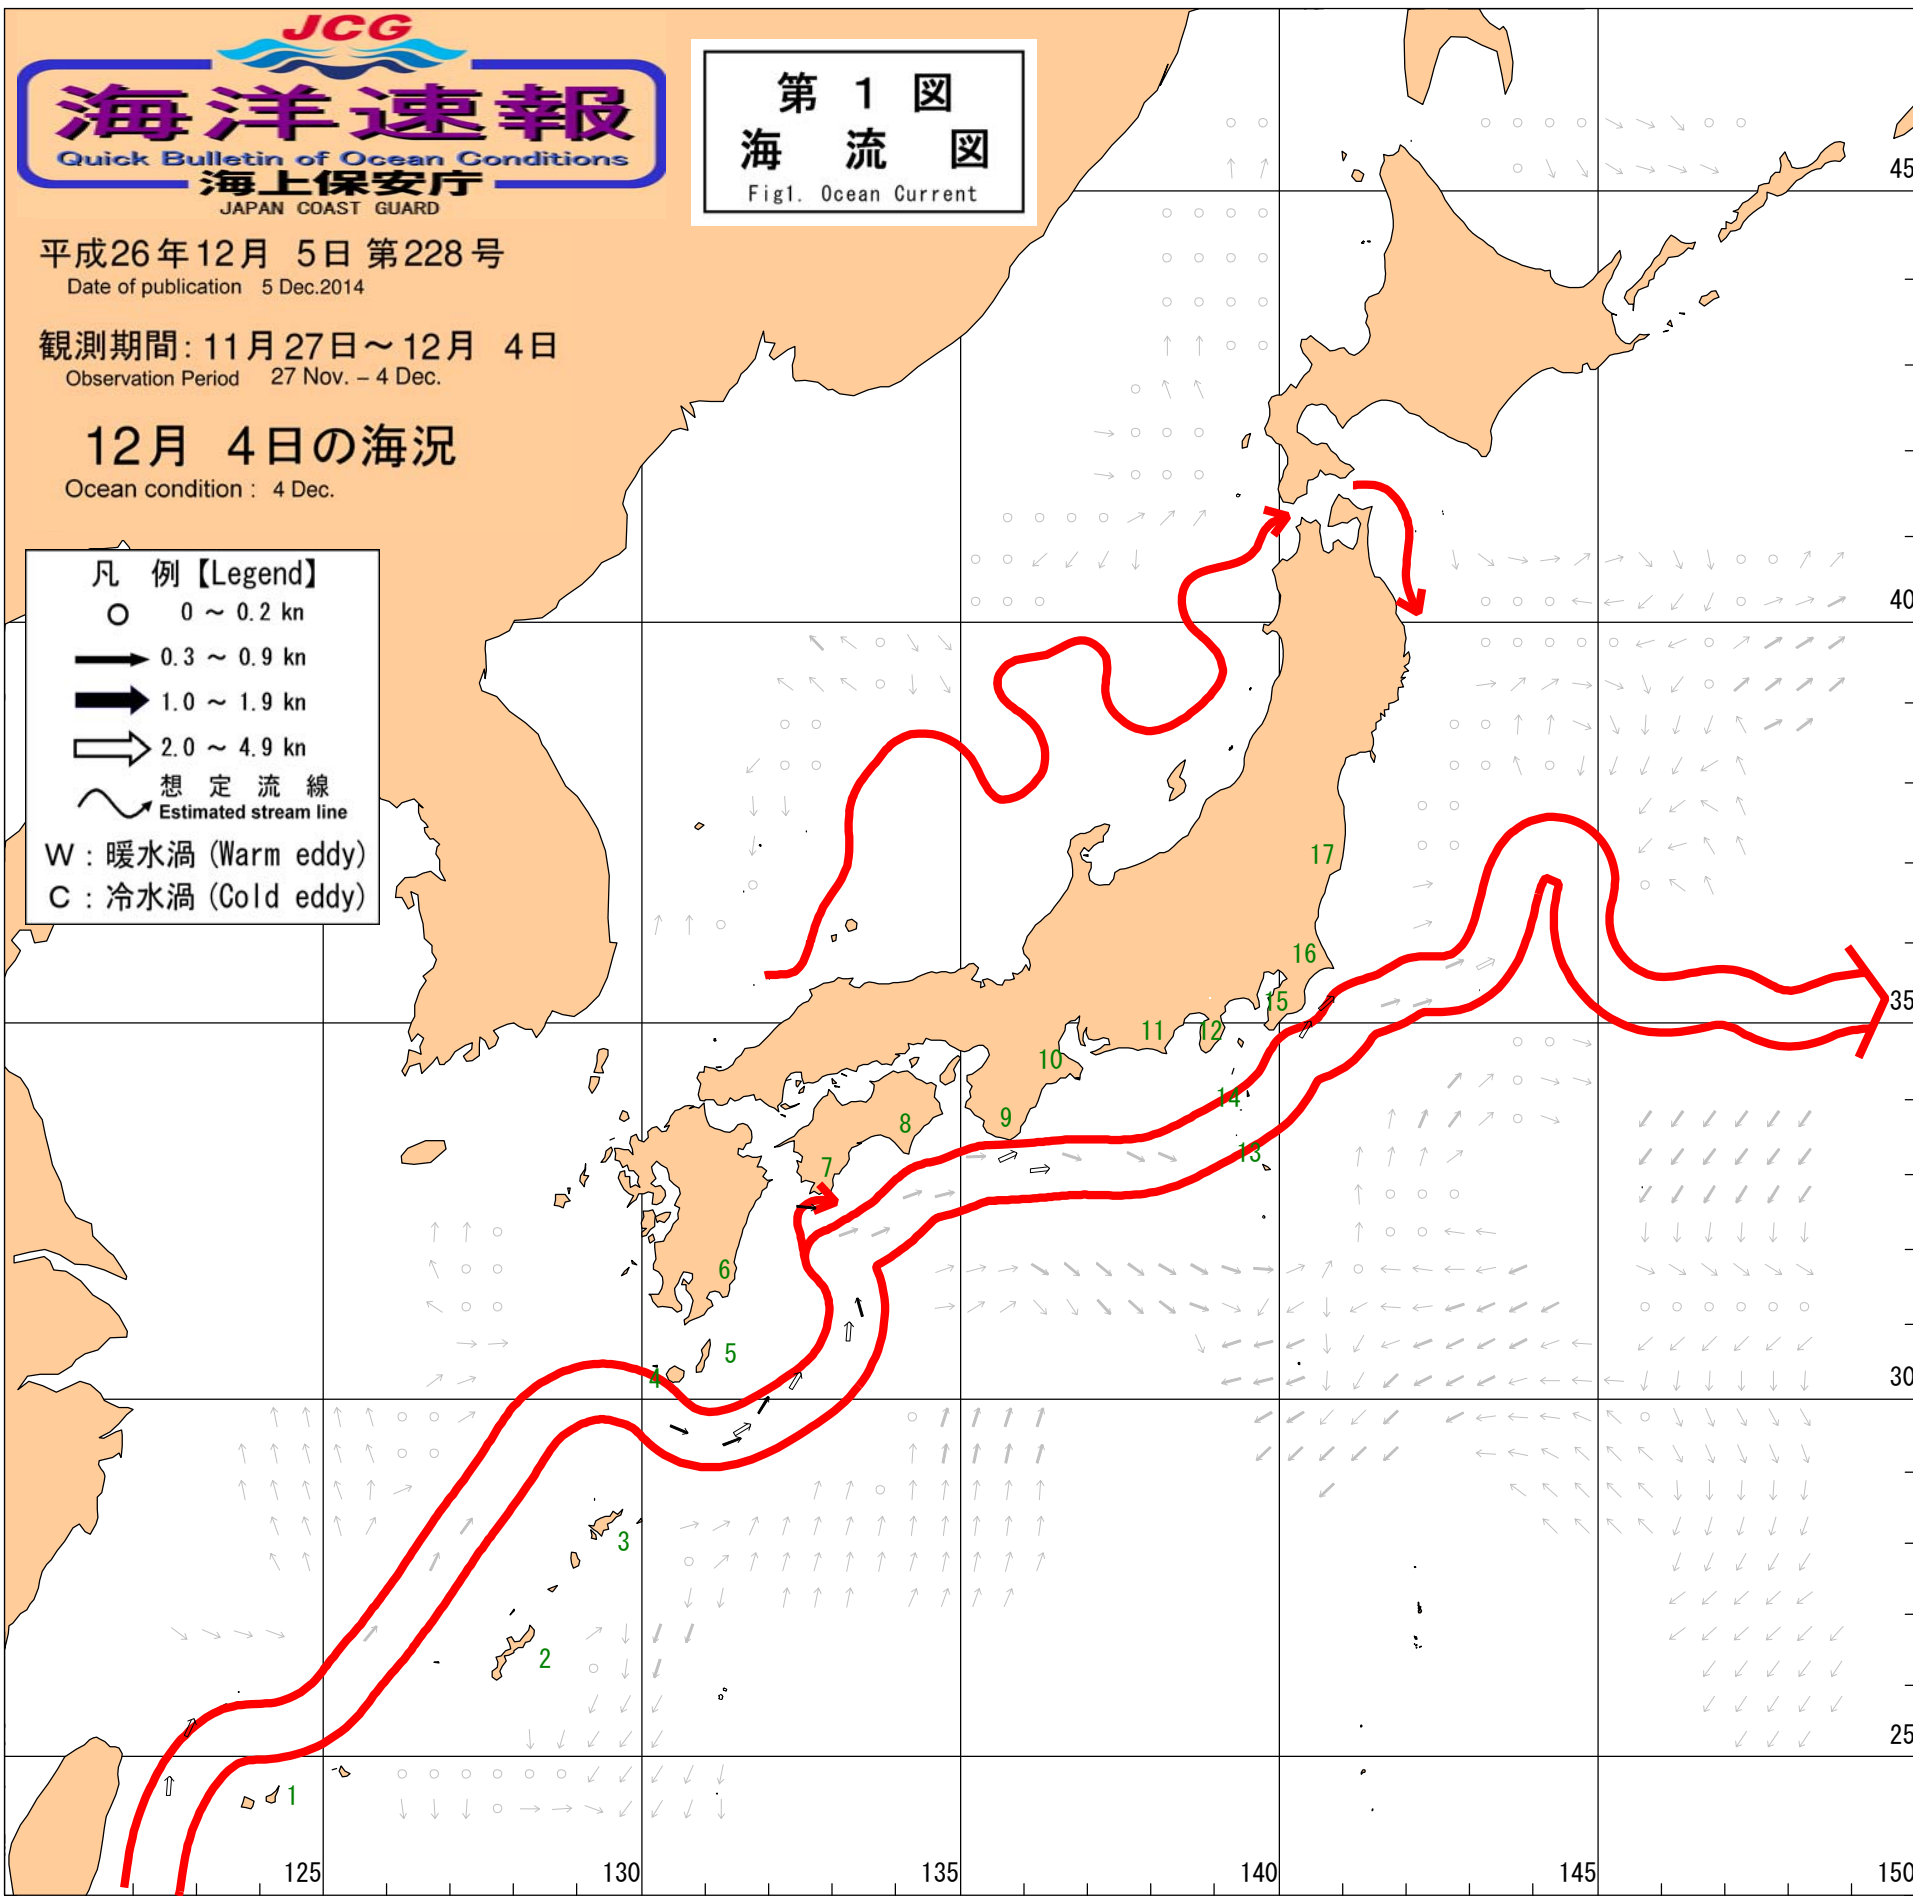 JCG
海洋速報
Quick Bulletin of Ocean Conditions
海上保安庁
JAPAN COAST GUARD
第 1 図
海 流 図
Fig1. Ocean Current
平成26年12月 5日 第228号
Date of publication 5 Dec.2014
観測期間: 11月27日～12月 4日
Observation Period 27 Nov. – 4 Dec.
12月 4日の海況
Ocean condition : 4 Dec.
凡 例【Legend】
0 ～ 0.2 kn
0.3 ～ 0.9 kn
1.0 ～ 1.9 kn
2.0 ～ 4.9 kn
想 定 流 線
Estimated stream line
W : 暖水渦 (Warm eddy)
C : 冷水渦 (Cold eddy)
45
40
35
30
25
17
16
15
11
12
10
14
9
8
13
7
6
5
4
3
2
1
125
130
135
140
145
150